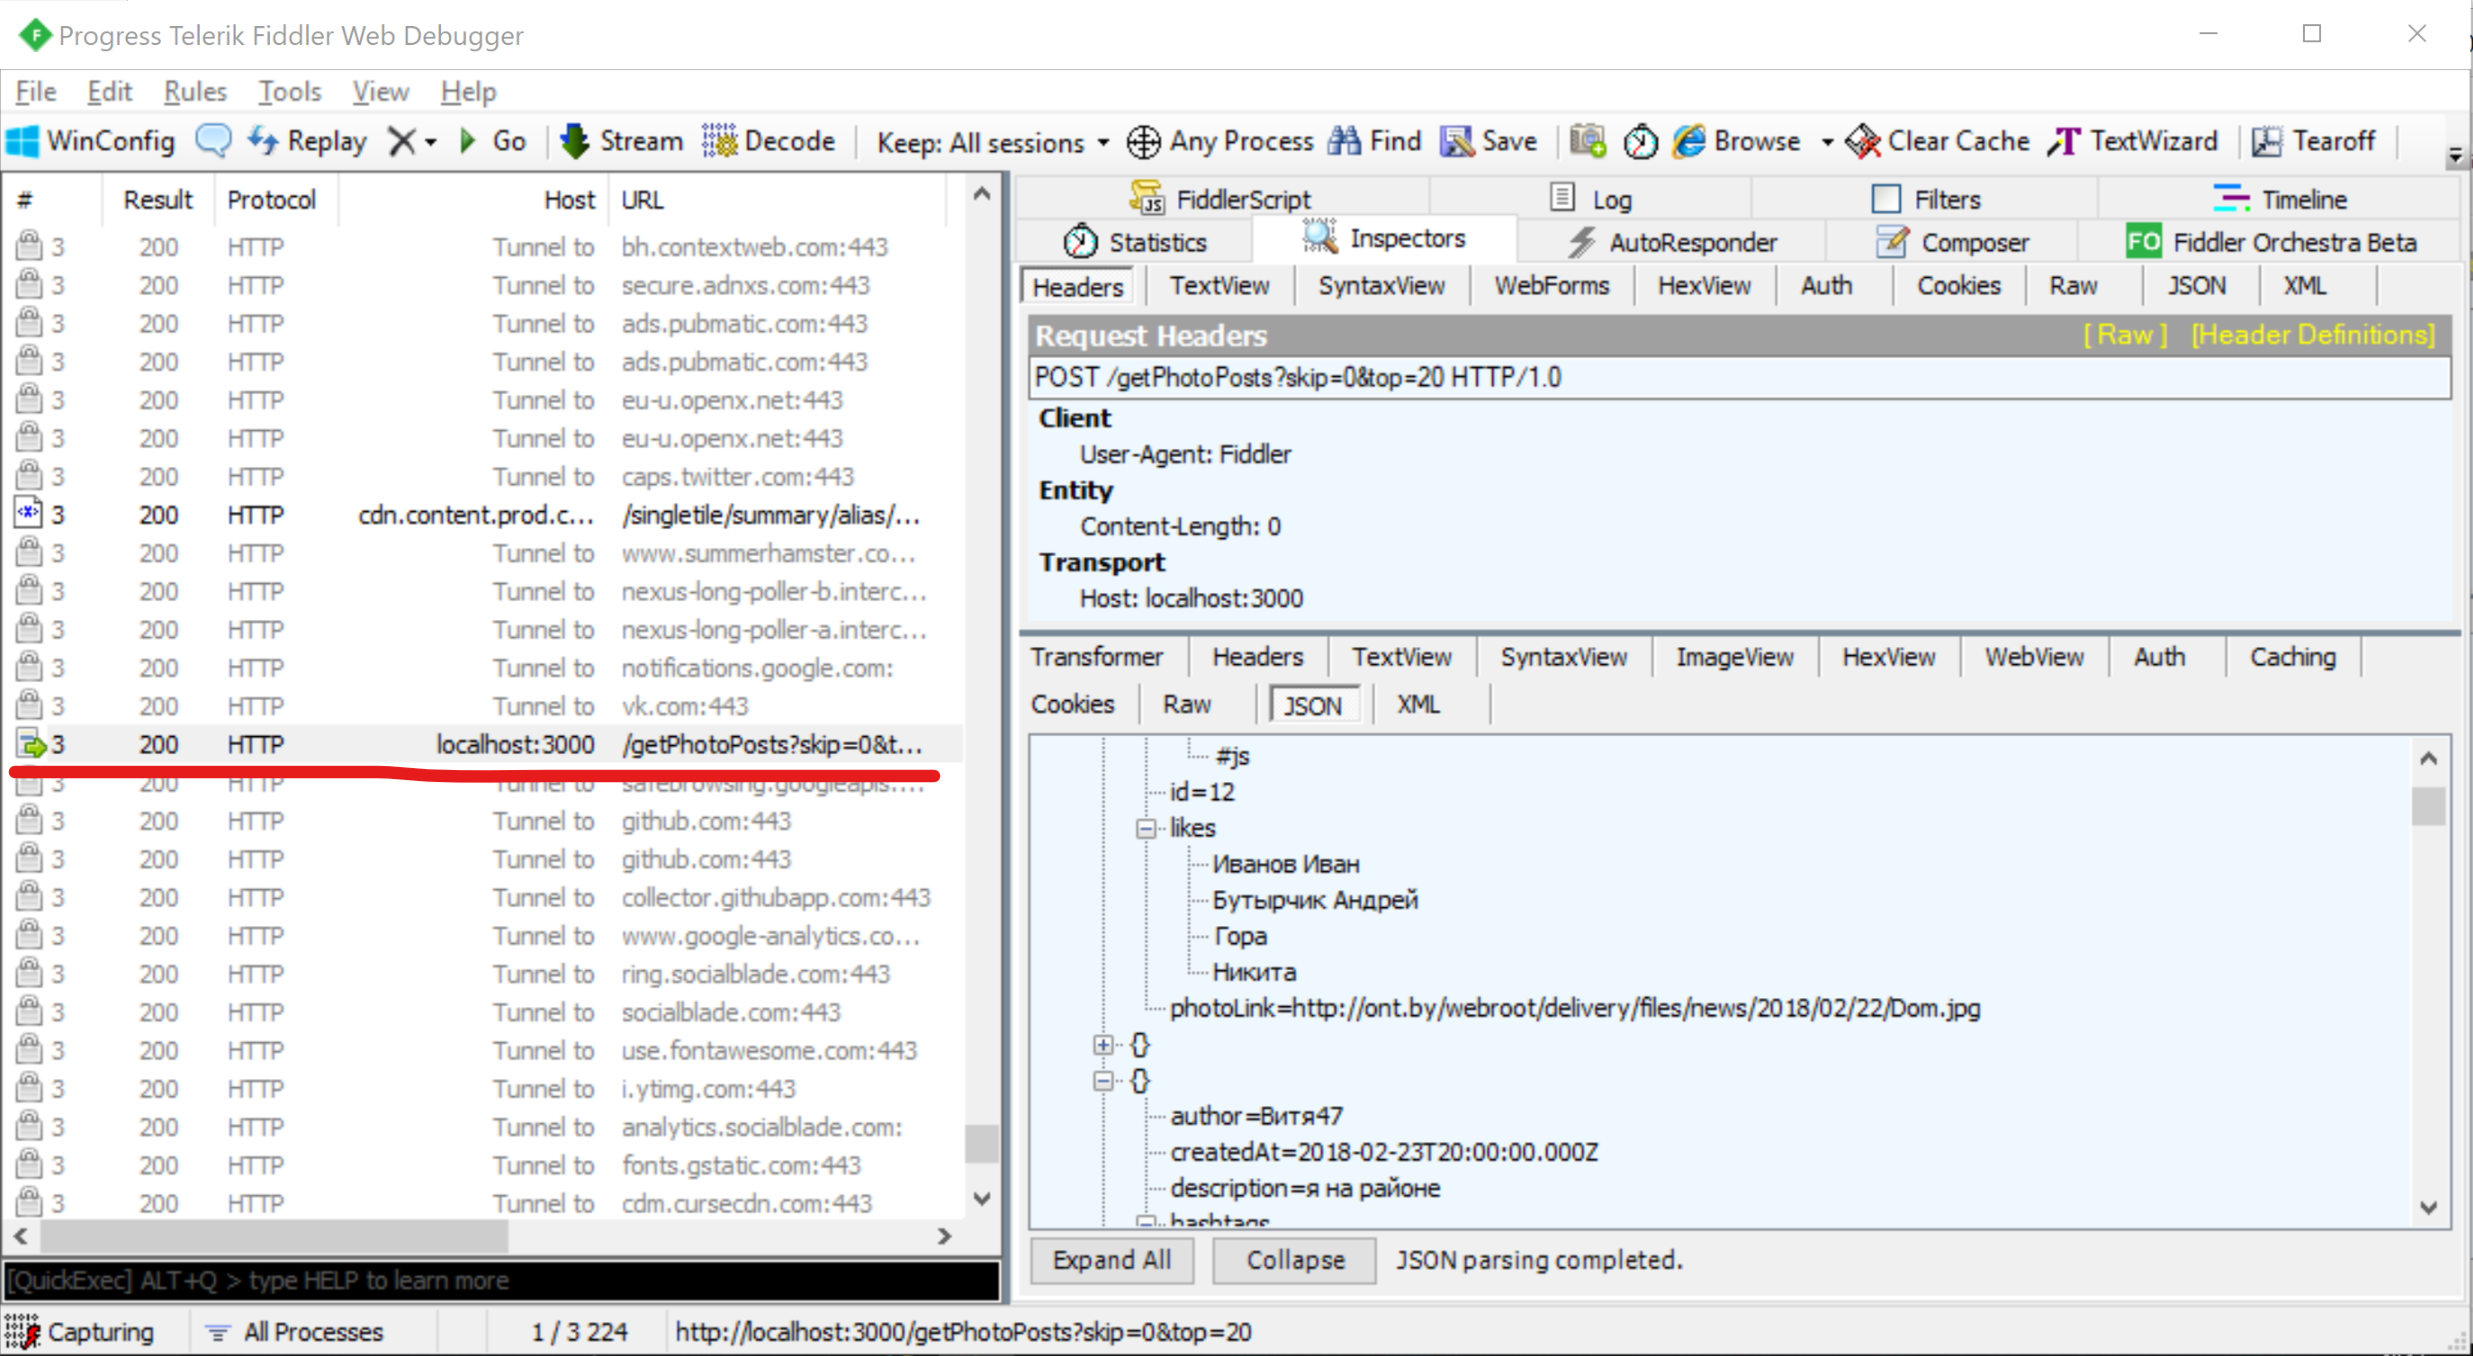 Progress Telerik Fiddler Web Debugger
File Edit Rules Tools View Help
WinConfig Replay Go Stream Decode Keep: All sessions Any Process Find Save Browse Clear Cache TextWizard Tearoff
# Result Protocol Host URL
3 200 HTTP Tunnel to bh.contextweb.com:443
3 200 HTTP Tunnel to secure.adnxs.com:443
3 200 HTTP Tunnel to ads.pubmatic.com:443
3 200 HTTP Tunnel to ads.pubmatic.com:443
3 200 HTTP Tunnel to eu-u.openx.net:443
3 200 HTTP Tunnel to eu-u.openx.net:443
3 200 HTTP Tunnel to caps.twitter.com:443
3 200 HTTP cdn.content.prod.c... /singletile/summary/alias/...
3 200 HTTP Tunnel to www.summerhamster.co...
3 200 HTTP Tunnel to nexus-long-poller-b.interc...
3 200 HTTP Tunnel to nexus-long-poller-a.interc...
3 200 HTTP Tunnel to notifications.google.com:
3 200 HTTP Tunnel to vk.com:443
3 200 HTTP localhost:3000 /getPhotoPosts?skip=0&t...
3 200 HTTP Tunnel to safebrowsing.googleapis....
3 200 HTTP Tunnel to github.com:443
3 200 HTTP Tunnel to github.com:443
3 200 HTTP Tunnel to collector.githubapp.com:443
3 200 HTTP Tunnel to www.google-analytics.co...
3 200 HTTP Tunnel to ring.socialblade.com:443
3 200 HTTP Tunnel to socialblade.com:443
3 200 HTTP Tunnel to use.fontawesome.com:443
3 200 HTTP Tunnel to i.ytimg.com:443
3 200 HTTP Tunnel to analytics.socialblade.com:
3 200 HTTP Tunnel to fonts.gstatic.com:443
3 200 HTTP Tunnel to cdm.cursecdn.com:443
[QuickExec] ALT+Q > type HELP to learn more
FiddlerScript Log Filters Timeline
Statistics Inspectors AutoResponder Composer FO Fiddler Orchestra Beta
Headers TextView SyntaxView WebForms HexView Auth Cookies Raw JSON XML
Request Headers [ Raw ] [Header Definitions]
POST /getPhotoPosts?skip=0&top=20 HTTP/1.0
Client
User-Agent: Fiddler
Entity
Content-Length: 0
Transport
Host: localhost:3000
Transformer Headers TextView SyntaxView ImageView HexView WebView Auth Caching
Cookies Raw JSON XML
#js
id=12
likes
Иванов Иван
Бутырчик Андрей
Гора
Никита
photoLink=http://ont.by/webroot/delivery/files/news/2018/02/22/Dom.jpg
{}
{}
author=Витя47
createdAt=2018-02-23T20:00:00.000Z
description=я на районе
hashtags
Expand All Collapse JSON parsing completed.
Capturing All Processes 1 / 3 224 http://localhost:3000/getPhotoPosts?skip=0&top=20